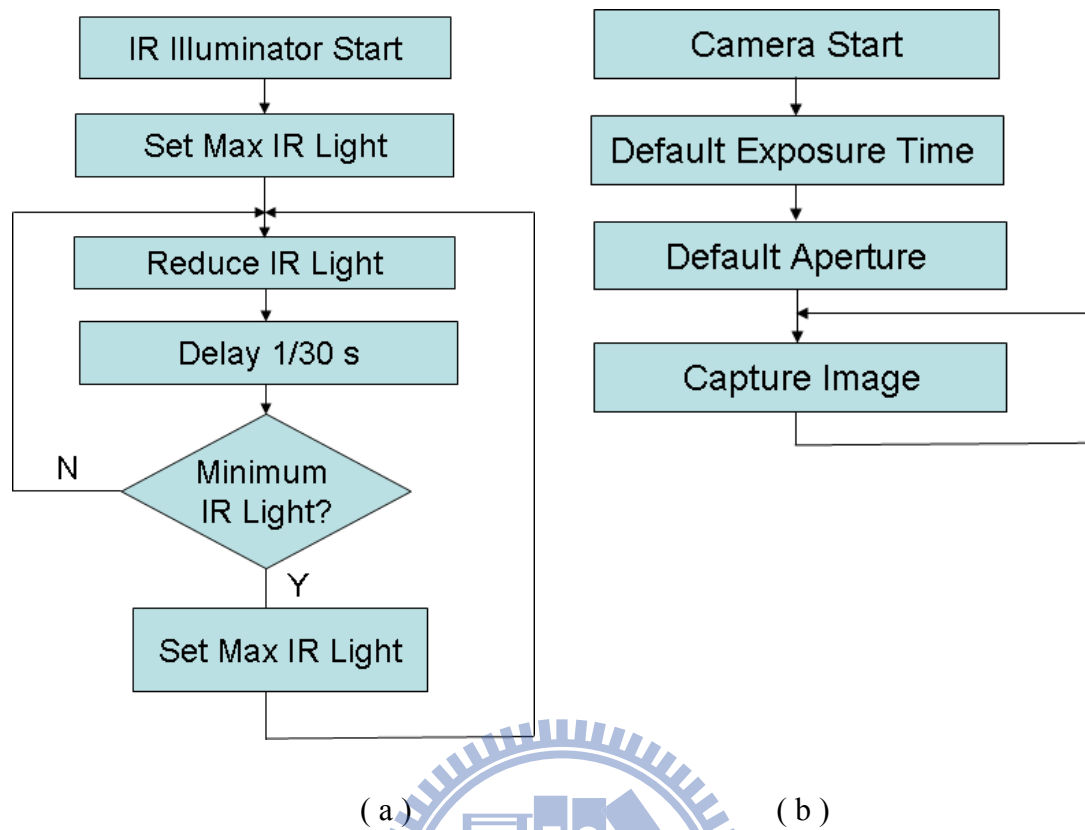 IR Illuminator Start
Set Max IR Light
Reduce IR Light
Delay 1/30 s
Minimum
IR Light?
N
Y
Set Max IR Light
( a )
Camera Start
Default Exposure Time
Default Aperture
Capture Image
( b )